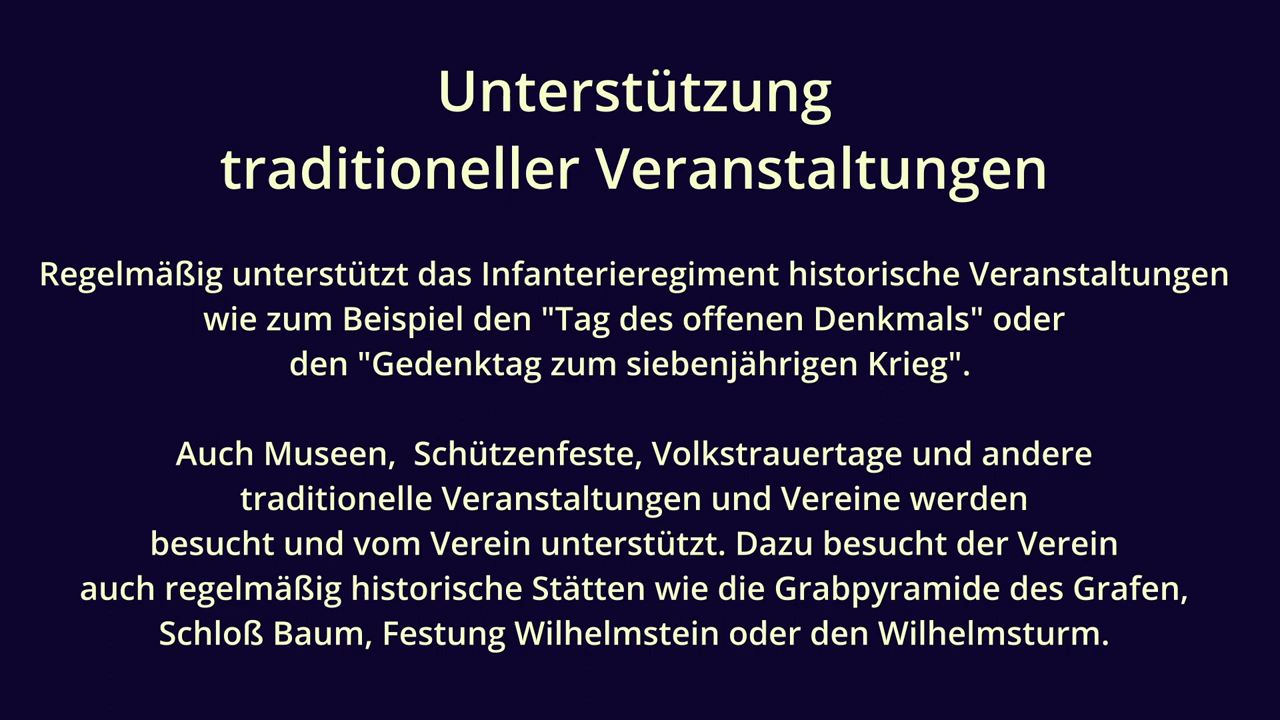 Unterstützung
traditioneller Veranstaltungen
Regelmäßig unterstützt das Infanterieregiment historische Veranstaltungen
wie zum Beispiel den "Tag des offenen Denkmals" oder
den "Gedenktag zum siebenjährigen Krieg".
Auch Museen,  Schützenfeste, Volkstrauertage und andere
traditionelle Veranstaltungen und Vereine werden
besucht und vom Verein unterstützt. Dazu besucht der Verein
auch regelmäßig historische Stätten wie die Grabpyramide des Grafen,
Schloß Baum, Festung Wilhelmstein oder den Wilhelmsturm.